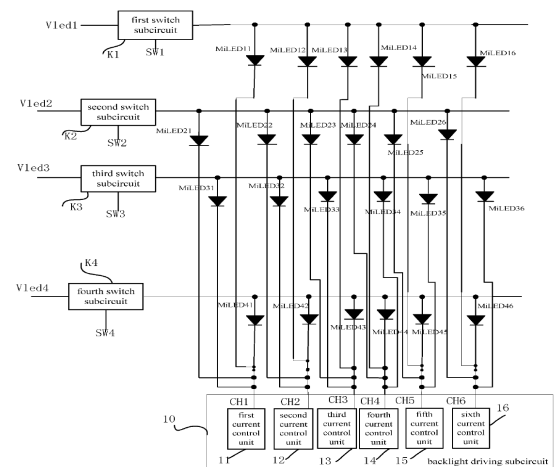 Vled1
first switch subcircuit
K1
SW1
MiLED11
MiLED12
MiLED13
MiLED14
MiLED15
MiLED16
Vled2
second switch subcircuit
K2
SW2
MiLED21
MiLED22
MiLED23
MiLED24
MiLED25
MiLED26
Vled3
third switch subcircuit
K3
SW3
MiLED31
MiLED32
MiLED33
MiLED34
MiLED35
MiLED36
K4
Vled4
fourth switch subcircuit
SW4
MiLED41
MiLED42
MiLED43
MiLED44
MiLED45
MiLED46
10
CH1
CH2
CH3
CH4
CH5
CH6
first current control unit
second current control unit
third current control unit
fourth current control unit
fifth current control unit
sixth current control unit
16
11
12
13
14
15
backlight driving subcircuit